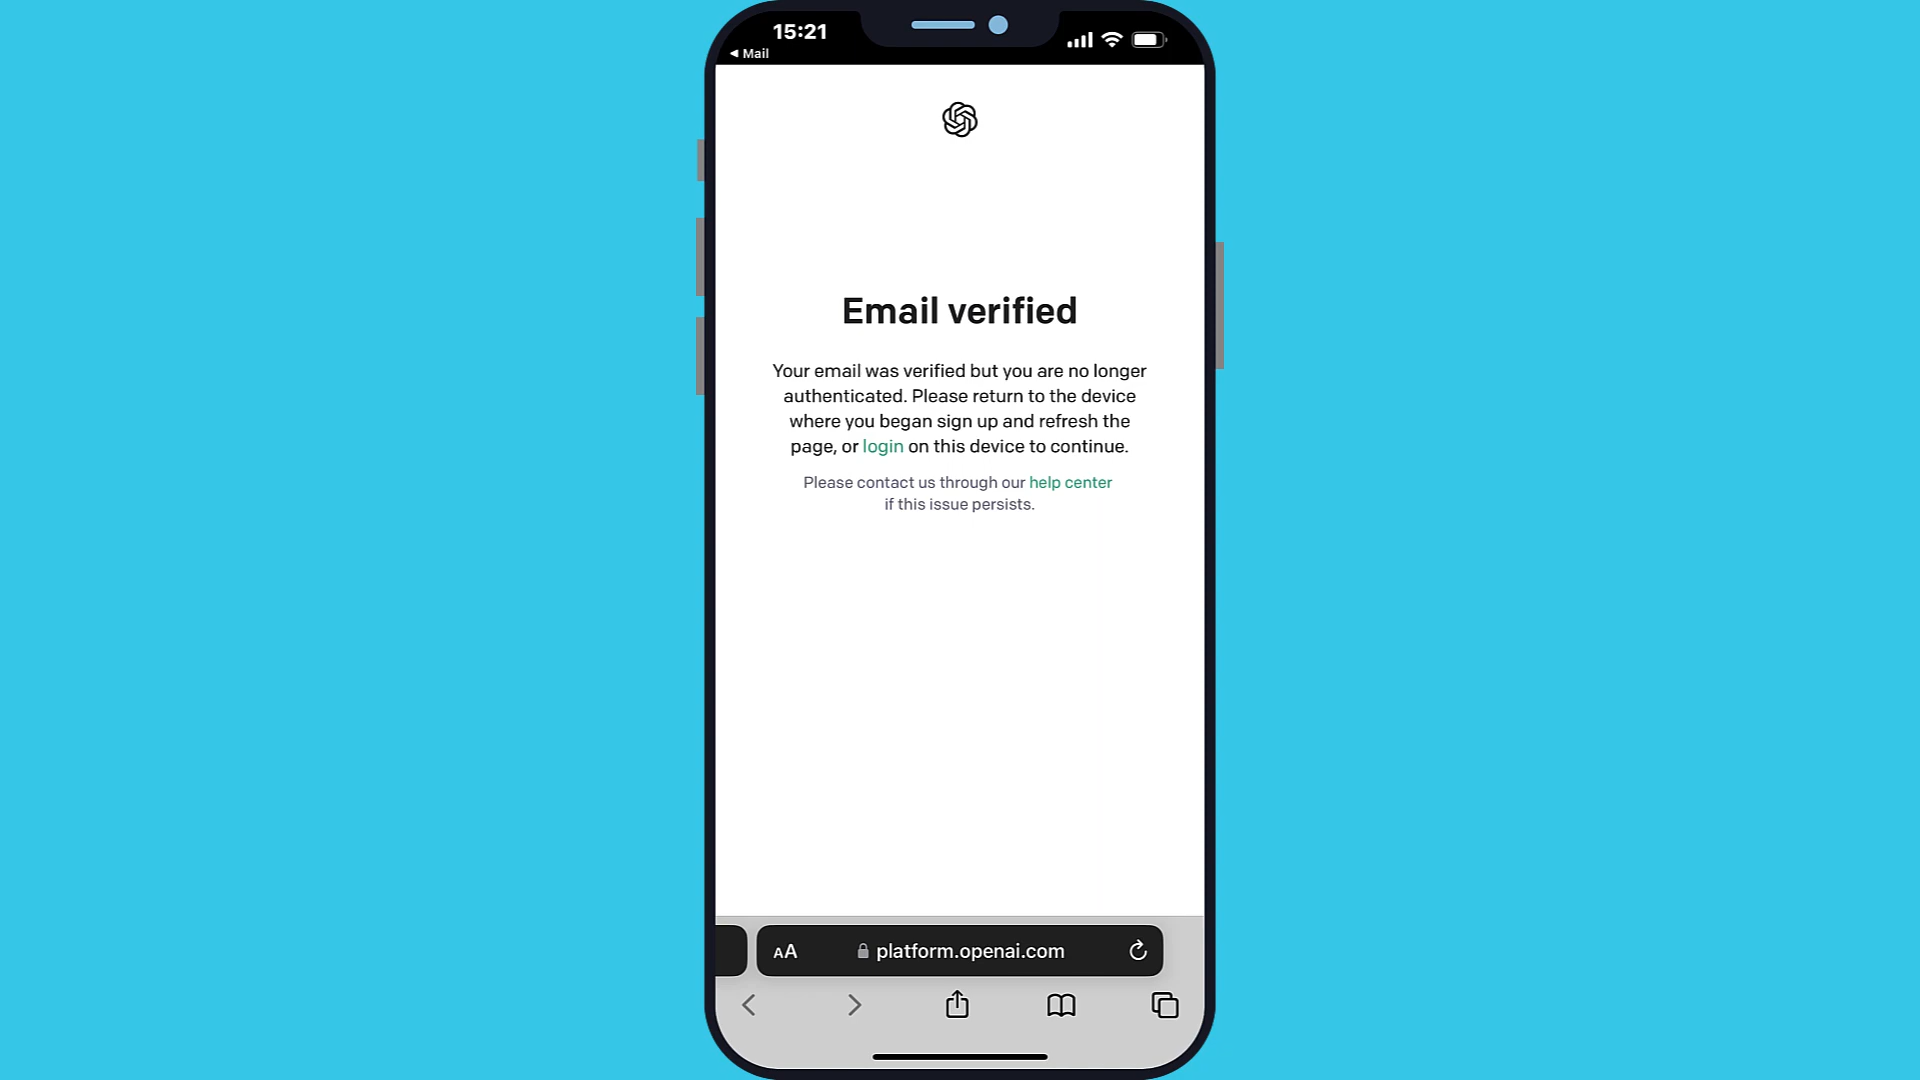 15:21
◄ Mail
Email verified
Your email was verified but you are no longer
authenticated. Please return to the device
where you began sign up and refresh the
page, or login on this device to continue.
Please contact us through our help center
if this issue persists.
AA platform.openai.com